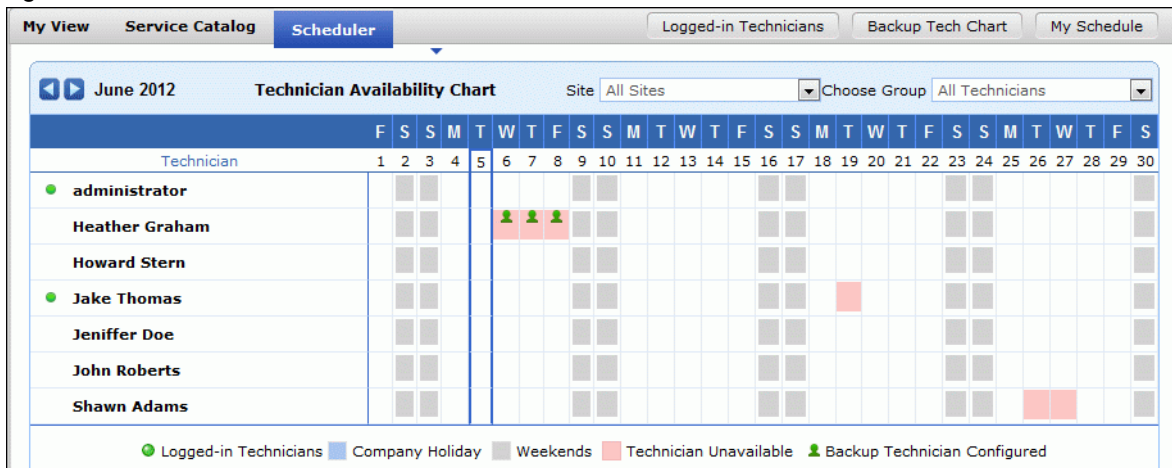 My View Service Catalog Scheduler Logged-in Technicians Backup Tech Chart My Schedule
June 2012 Technician Availability Chart Site All Sites Choose Group All Technicians
F S S M T W T F S S M T W T F S S M T W T F S S M T W T F S
Technician 1 2 3 4 5 6 7 8 9 10 11 12 13 14 15 16 17 18 19 20 21 22 23 24 25 26 27 28 29 30
administrator
Heather Graham
Howard Stern
Jake Thomas
Jeniffer Doe
John Roberts
Shawn Adams
Logged-in Technicians Company Holiday Weekends Technician Unavailable Backup Technician Configured